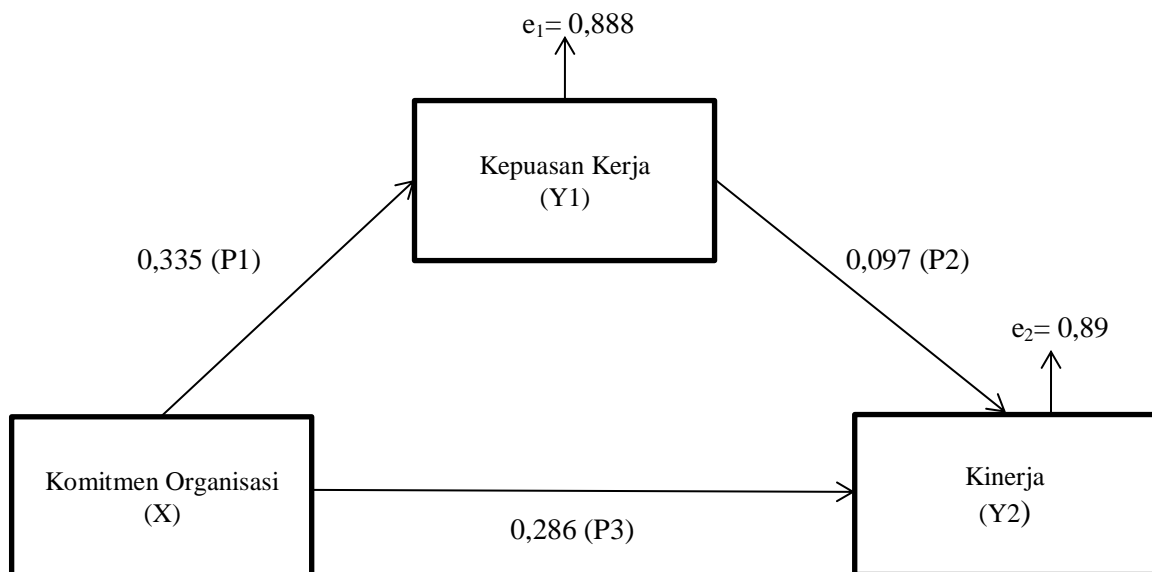 e₁= 0,888
Kepuasan Kerja
(Y1)
0,335 (P1)
0,097 (P2)
e₂= 0,89
Komitmen Organisasi
(X)
Kinerja
(Y2)
0,286 (P3)